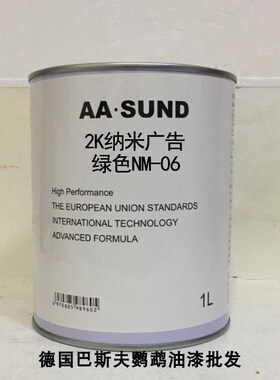 AA·SUND
2K纳米广告
绿色NM-06
High Performance
THE EUROPEAN UNION STANDARDS
INTERNATIONAL TECHNOLOGY
ADVANCED FORMULA
1L
德国巴斯夫鹦鹉油漆批发